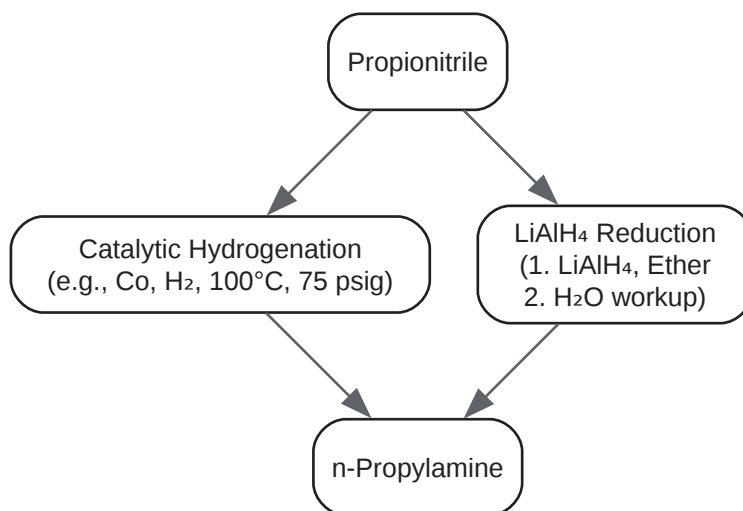 Propionitrile
Catalytic Hydrogenation
(e.g., Co, H₂, 100°C, 75 psig)
LiAlH₄ Reduction
(1. LiAlH₄, Ether
2. H₂O workup)
n-Propylamine